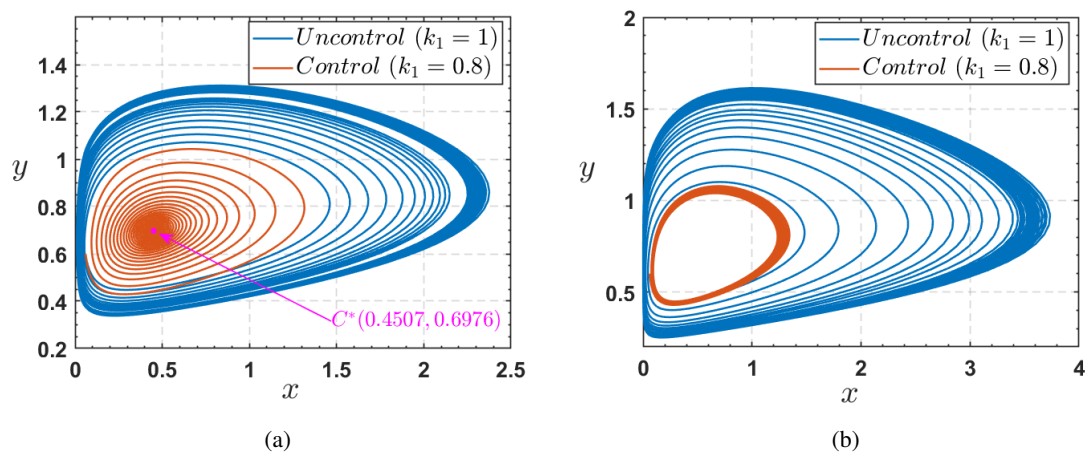 Uncontrol (k₁ = 1)
Control (k₁ = 0.8)
1.4
1.2
1
0.8
0.6
0.4
0.2
y
C*(0.4507, 0.6976)
0 0.5 1 1.5 2 2.5
x
(a)
Uncontrol (k₁ = 1)
Control (k₁ = 0.8)
2
1.5
1
0.5
y
0 1 2 3 4
x
(b)